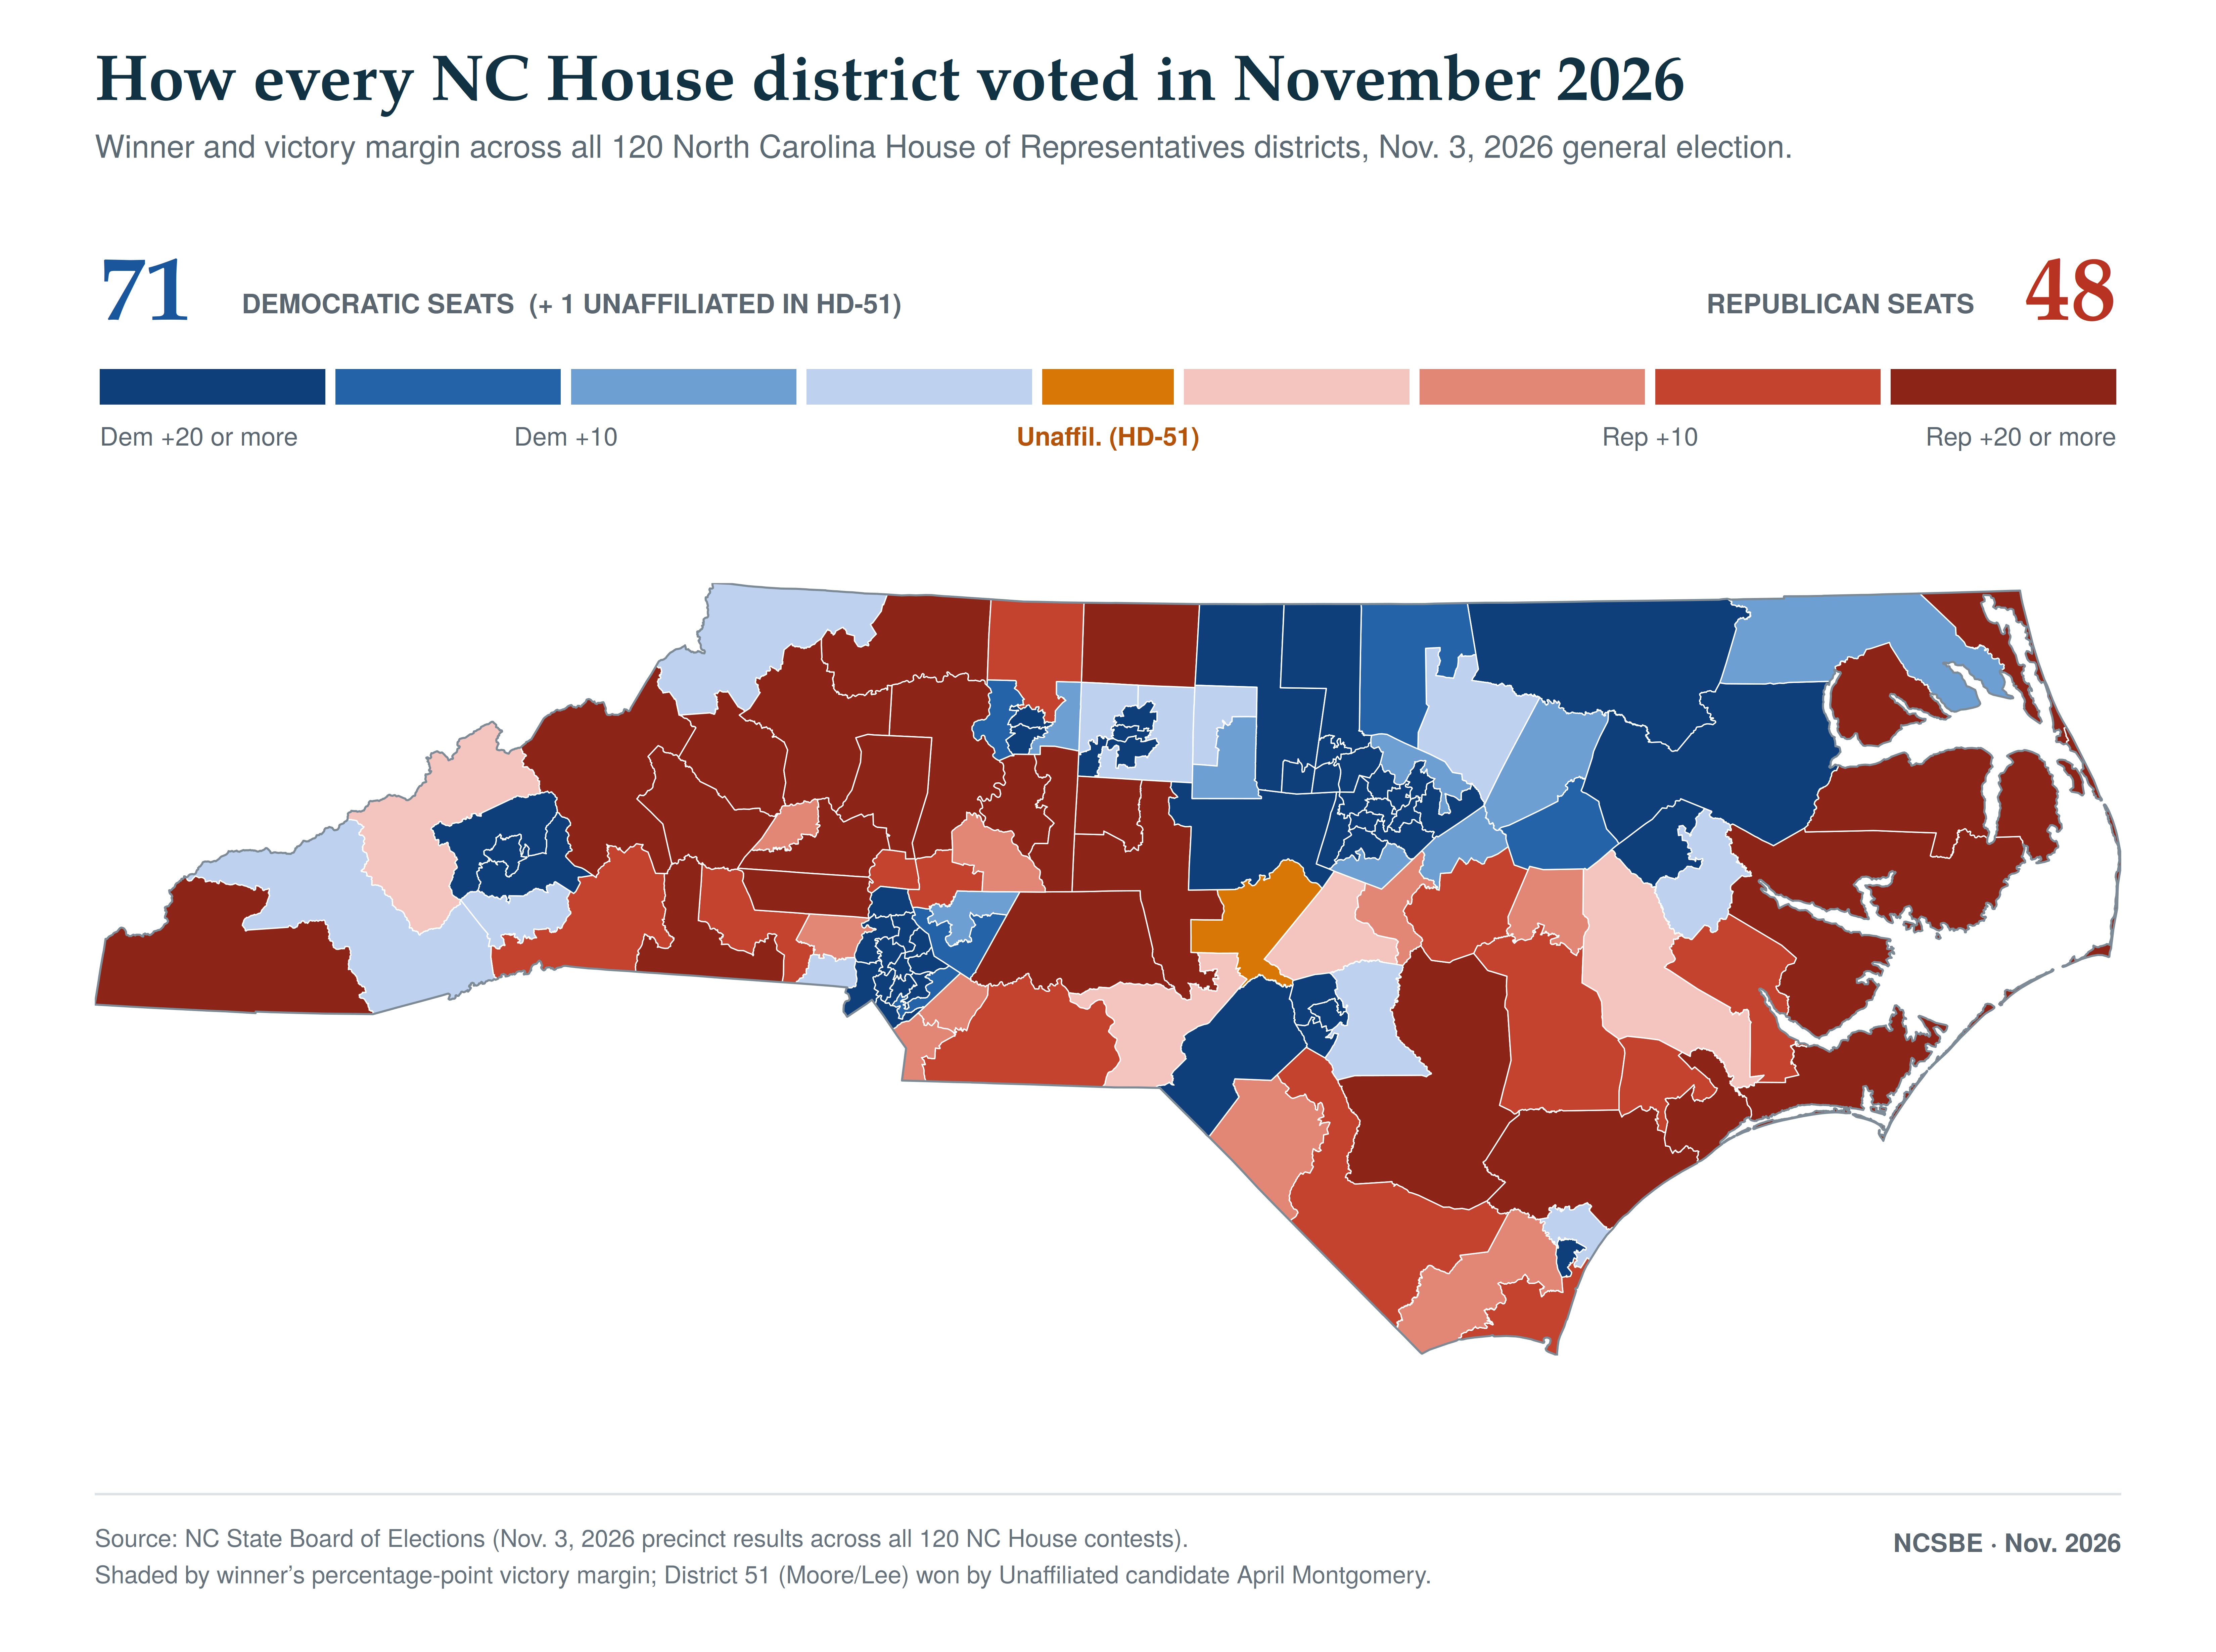 How every NC House district voted in November 2026
Winner and victory margin across all 120 North Carolina House of Representatives districts, Nov. 3, 2026 general election.
71 DEMOCRATIC SEATS (+ 1 UNAFFILIATED IN HD-51) REPUBLICAN SEATS 48
Dem +20 or more Dem +10 Unaffil. (HD-51) Rep +10 Rep +20 or more
Source: NC State Board of Elections (Nov. 3, 2026 precinct results across all 120 NC House contests).
NCSBE · Nov. 2026
Shaded by winner’s percentage-point victory margin; District 51 (Moore/Lee) won by Unaffiliated candidate April Montgomery.